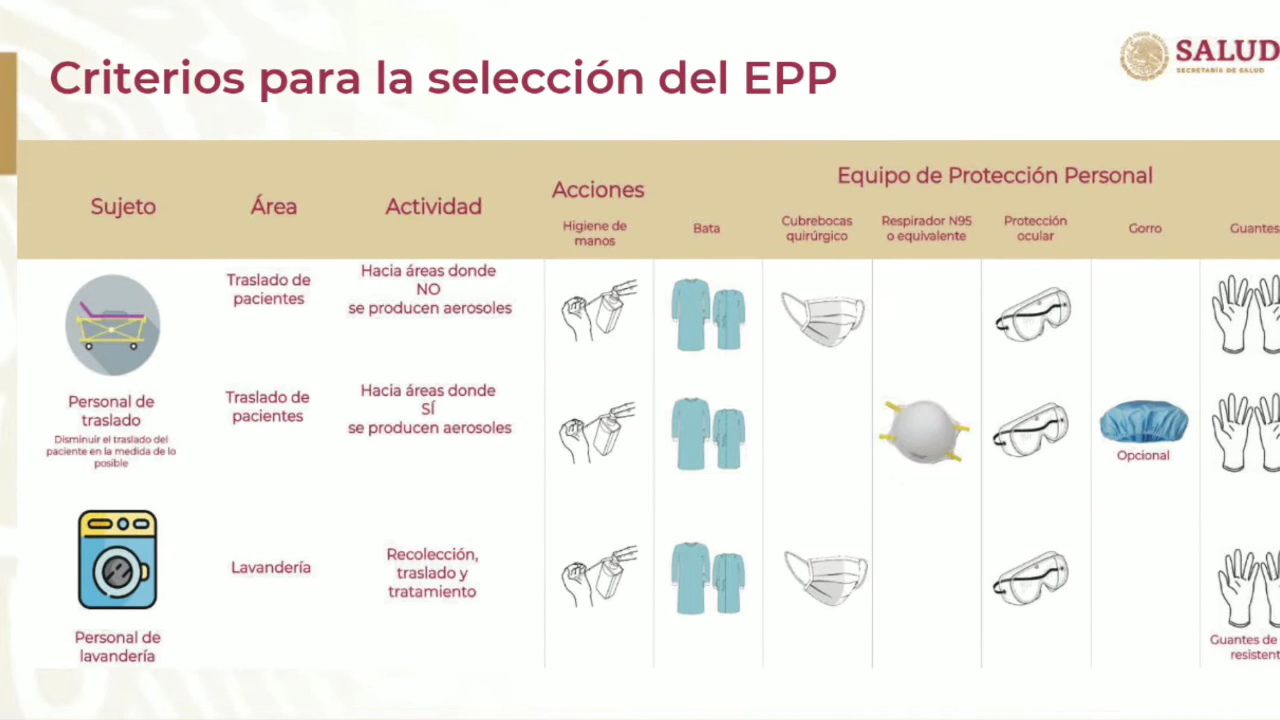 Criterios para la selección del EPP
SALUD
SECRETARÍA DE SALUD
Sujeto
Área
Actividad
Acciones
Higiene de
manos
Equipo de Protección Personal
Bata
Cubrebocas
quirúrgico
Respirador N95
o equivalente
Protección
ocular
Gorro
Guantes
Personal de
traslado
Disminuir el traslado del
paciente en la medida de lo
posible
Traslado de
pacientes
Hacia áreas donde
NO
se producen aerosoles
Traslado de
pacientes
Hacia áreas donde
SÍ
se producen aerosoles
Opcional
Personal de
lavandería
Lavandería
Recolección,
traslado y
tratamiento
Guantes de